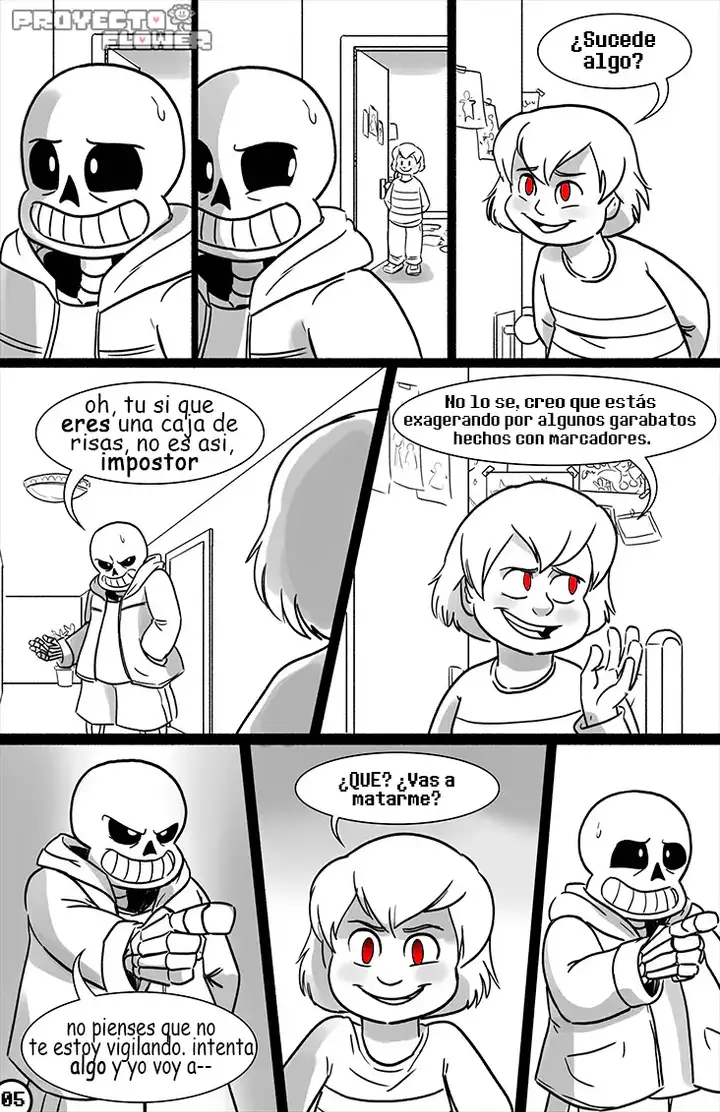 PROYECTO
FLOWER
¿Sucede
algo?
oh, tu si que
eres una caja de
risas, no es asi,
impostor
No lo se, creo que estás
exagerando por algunos garabatos
hechos con marcadores.
¿QUE? ¿Vas a
matarme?
no pienses que no
te estoy vigilando. intenta
algo y yo voy a--
05